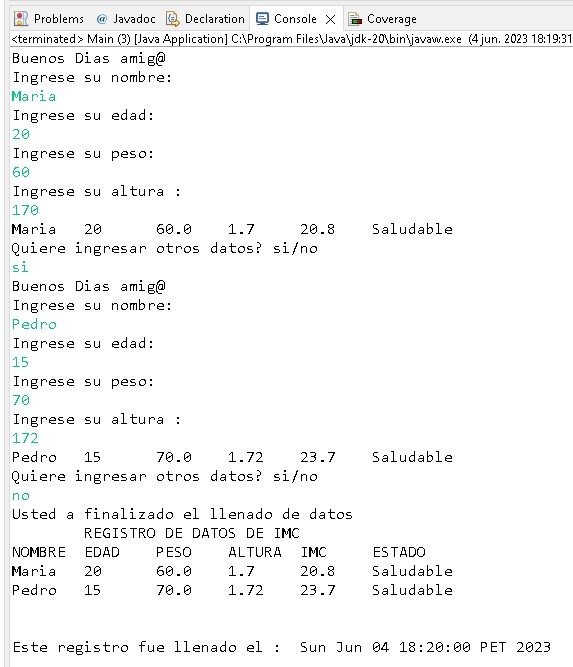 Problems @ Javadoc Declaration Console Coverage
<terminated> Main (3) [Java Application] C:\Program Files\Java\jdk-20\bin\javaw.exe (4 jun. 2023 18:19:31
Buenos Dias amig@
Ingrese su nombre:
Maria
Ingrese su edad:
20
Ingrese su peso:
60
Ingrese su altura :
170
Maria 20 60.0 1.7 20.8 Saludable
Quiere ingresar otros datos? si/no
si
Buenos Dias amig@
Ingrese su nombre:
Pedro
Ingrese su edad:
15
Ingrese su peso:
70
Ingrese su altura :
172
Pedro 15 70.0 1.72 23.7 Saludable
Quiere ingresar otros datos? si/no
no
Usted a finalizado el llenado de datos
REGISTRO DE DATOS DE IMC
NOMBRE EDAD PESO ALTURA IMC ESTADO
Maria 20 60.0 1.7 20.8 Saludable
Pedro 15 70.0 1.72 23.7 Saludable
Este registro fue llenado el : Sun Jun 04 18:20:00 PET 2023